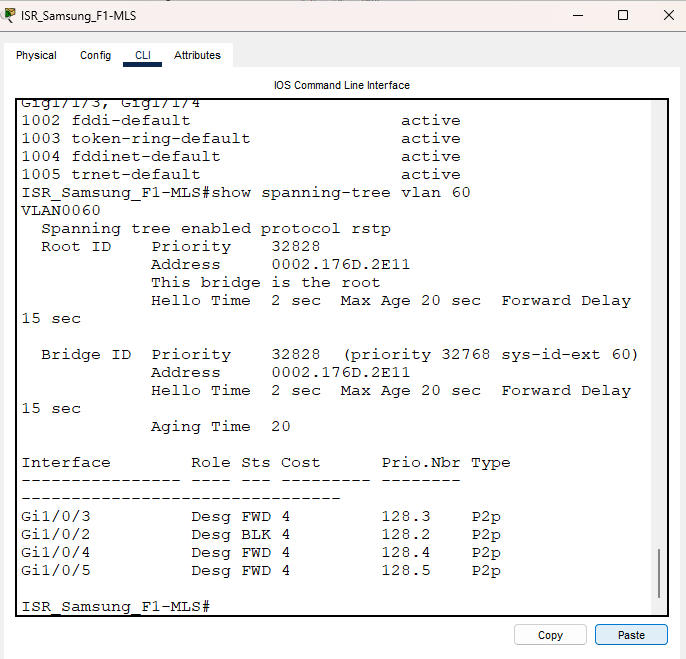 ISR_Samsung_F1-MLS
Physical Config CLI Attributes
IOS Command Line Interface
Gig1/1/3, Gig1/1/4
1002 fddi-default active
1003 token-ring-default active
1004 fddinet-default active
1005 trnet-default active
ISR_Samsung_F1-MLS#show spanning-tree vlan 60
VLAN0060
Spanning tree enabled protocol rstp
Root ID Priority 32828
Address 0002.176D.2E11
This bridge is the root
Hello Time 2 sec Max Age 20 sec Forward Delay
15 sec
Bridge ID Priority 32828 (priority 32768 sys-id-ext 60)
Address 0002.176D.2E11
Hello Time 2 sec Max Age 20 sec Forward Delay
15 sec
Aging Time 20
Interface Role Sts Cost Prio.Nbr Type
---------------- ---- --- --------- --------
--------------------------------
Gi1/0/3 Desg FWD 4 128.3 P2p
Gi1/0/2 Desg BLK 4 128.2 P2p
Gi1/0/4 Desg FWD 4 128.4 P2p
Gi1/0/5 Desg FWD 4 128.5 P2p
ISR_Samsung_F1-MLS#
Copy Paste